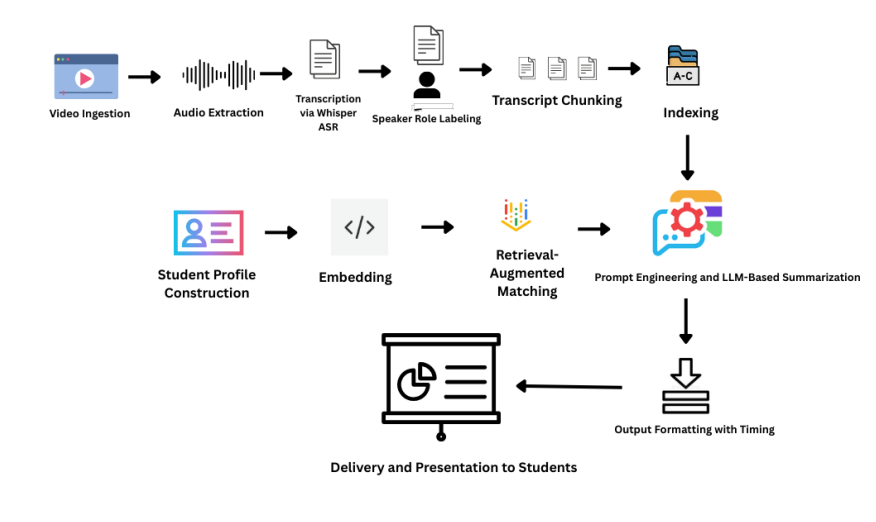 Video Ingestion
Audio Extraction
Transcription
via Whisper
ASR
Speaker Role Labeling
Transcript Chunking
A-C
Indexing
Student Profile
Construction
</>
Embedding
Retrieval-
Augmented
Matching
Prompt Engineering and LLM-Based Summarization
Output Formatting with Timing
Delivery and Presentation to Students